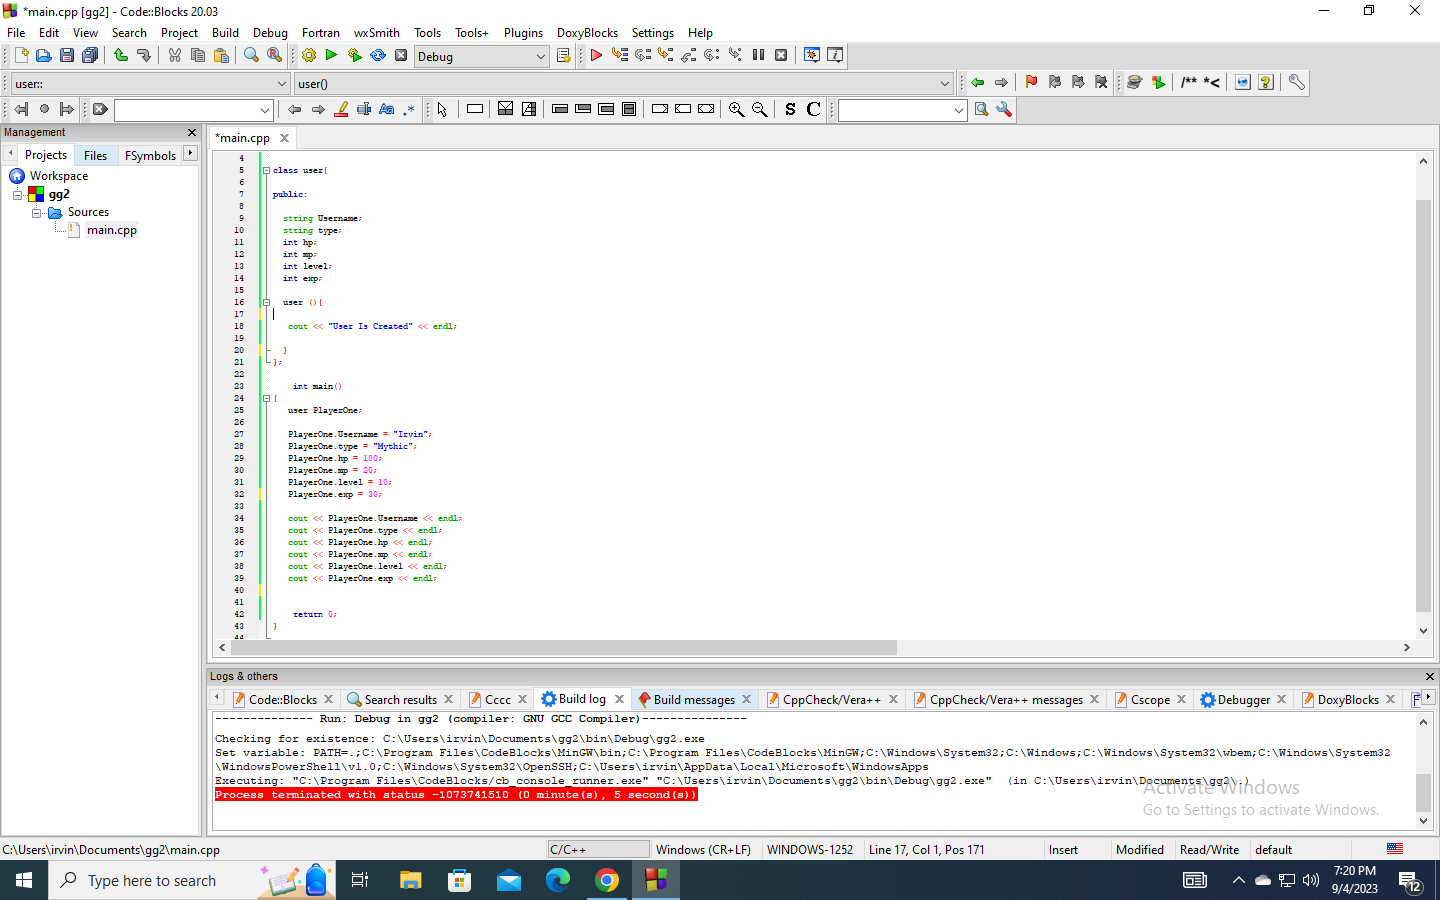 *main.cpp [gg2] - Code::Blocks 20.03
File Edit View Search Project Build Debug Fortran wxSmith Tools Tools+ Plugins DoxyBlocks Settings Help
Debug
user:: user()
/** *<
Aa .* S C
Management
*main.cpp
Projects Files FSymbols
Workspace
gg2
Sources
main.cpp
4
5 class user{
6
7 public:
8
9 string Username;
10 string type;
11 int hp;
12 int mp;
13 int level;
14 int exp;
15
16 user (){
17
18 cout << "User Is Created" << endl;
19
20 }
21 };
22
23 int main()
24 {
25 user PlayerOne;
26
27 PlayerOne.Username = "Irvin";
28 PlayerOne.type = "Mythic";
29 PlayerOne.hp = 100;
30 PlayerOne.mp = 20;
31 PlayerOne.level = 10;
32 PlayerOne.exp = 30;
33
34 cout << PlayerOne.Username << endl;
35 cout << PlayerOne.type << endl;
36 cout << PlayerOne.hp << endl;
37 cout << PlayerOne.mp << endl;
38 cout << PlayerOne.level << endl;
39 cout << PlayerOne.exp << endl;
40
41
42 return 0;
43 }
44
Logs & others
Code::Blocks Search results Cccc Build log Build messages CppCheck/Vera++ CppCheck/Vera++ messages Cscope Debugger DoxyBlocks F
-------------- Run: Debug in gg2 (compiler: GNU GCC Compiler)---------------
Checking for existence: C:\Users\irvin\Documents\gg2\bin\Debug\gg2.exe
Set variable: PATH=.;C:\Program Files\CodeBlocks\MinGW\bin;C:\Program Files\CodeBlocks\MinGW;C:\Windows\System32;C:\Windows;C:\Windows\System32\wbem;C:\Windows\System32
\WindowsPowerShell\v1.0;C:\Windows\System32\OpenSSH;C:\Users\irvin\AppData\Local\Microsoft\WindowsApps
Executing: "C:\Program Files\CodeBlocks/cb_console_runner.exe" "C:\Users\irvin\Documents\gg2\bin\Debug\gg2.exe" (in C:\Users\irvin\Documents\gg2\.)
Process terminated with status -1073741510 (0 minute(s), 5 second(s))
Activate Windows
Go to Settings to activate Windows.
C:\Users\irvin\Documents\gg2\main.cpp C/C++ Windows (CR+LF) WINDOWS-1252 Line 17, Col 1, Pos 171 Insert Modified Read/Write default
Type here to search
7:20 PM
9/4/2023
12